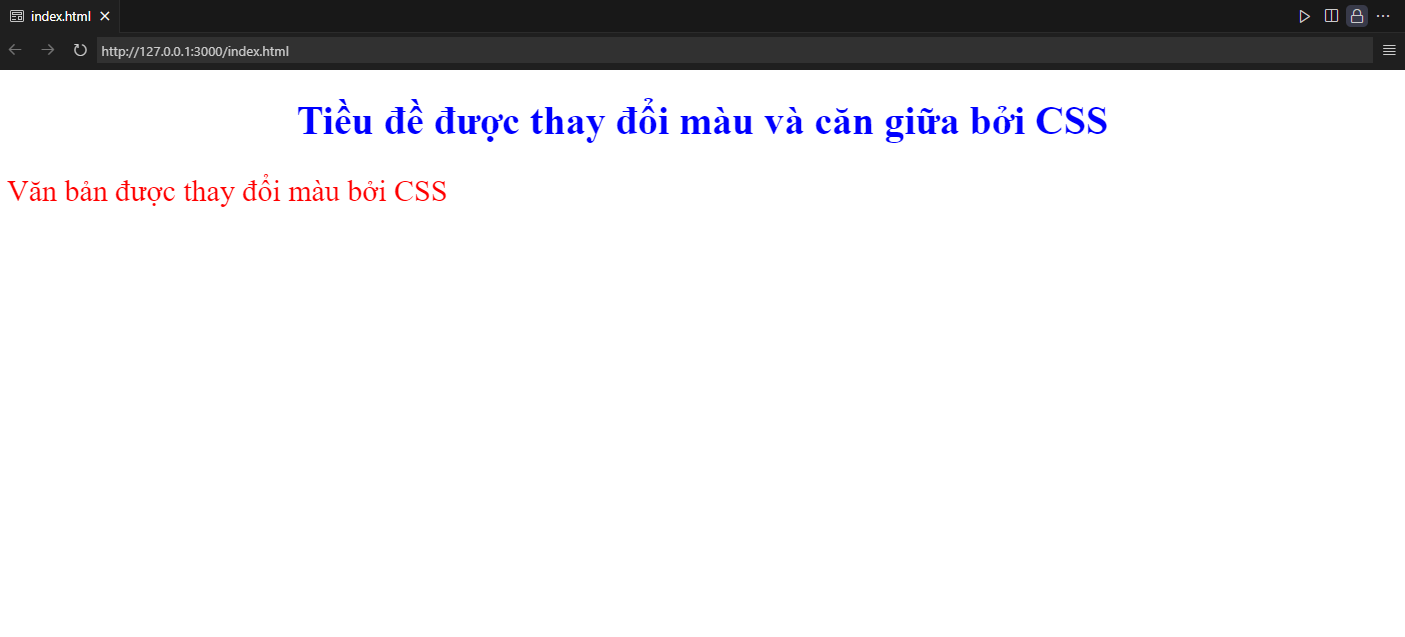 index.html
http://127.0.0.1:3000/index.html
Tiều đề được thay đổi màu và căn giữa bởi CSS
Văn bản được thay đổi màu bởi CSS